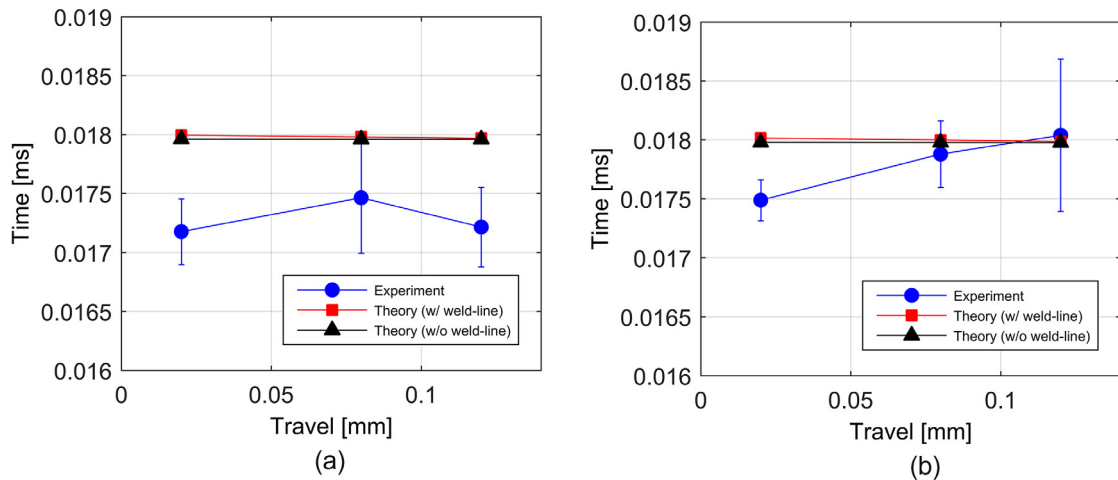 0.019
0.0185
0.018
0.0175
0.017
0.0165
0.016
Time [ms]
0
0.05
0.1
Travel [mm]
Experiment
Theory (w/ weld-line)
Theory (w/o weld-line)
(a)
0.019
0.0185
0.018
0.0175
0.017
0.0165
0.016
Time [ms]
0
0.05
0.1
Travel [mm]
Experiment
Theory (w/ weld-line)
Theory (w/o weld-line)
(b)